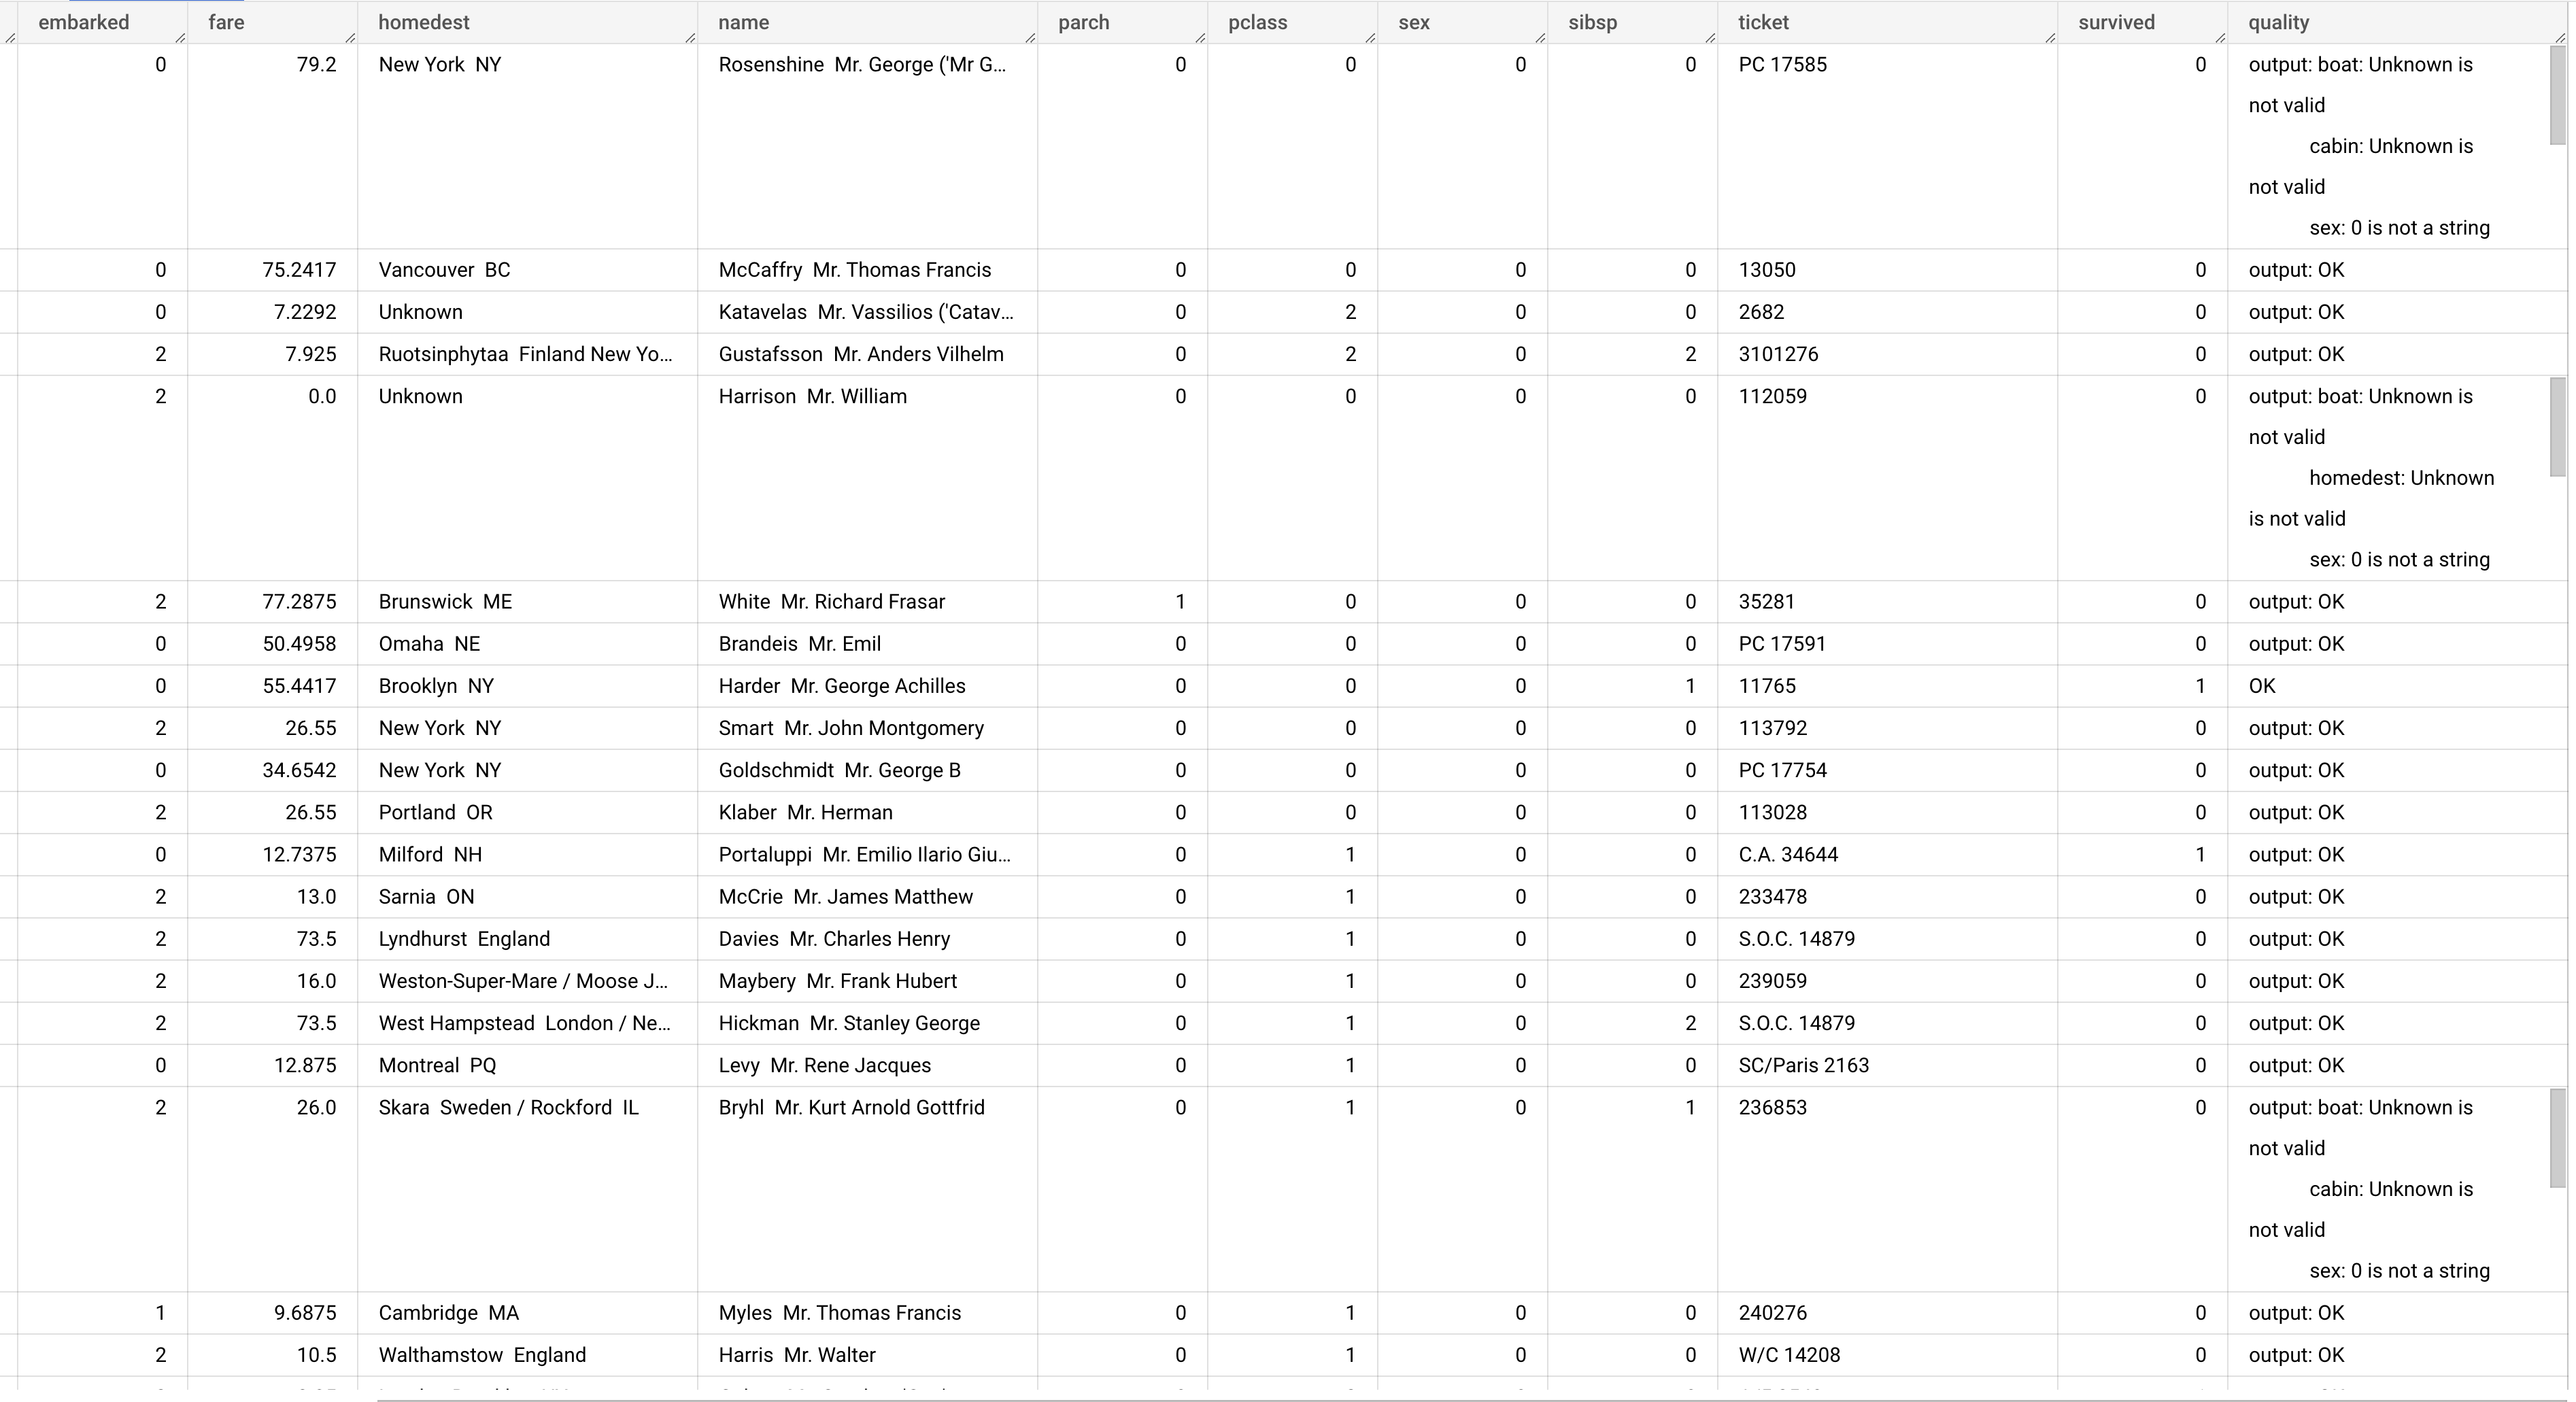 embarked fare homedest name parch pclass sex sibsp ticket survived quality
0 79.2 New York  NY Rosenshine  Mr. George ('Mr G... 0 0 0 0 PC 17585 0 output: boat: Unknown is
not valid
cabin: Unknown is
not valid
sex: 0 is not a string
0 75.2417 Vancouver  BC McCaffry  Mr. Thomas Francis 0 0 0 0 13050 0 output: OK
0 7.2292 Unknown Katavelas  Mr. Vassilios ('Catav... 0 2 0 0 2682 0 output: OK
2 7.925 Ruotsinphytaa  Finland New Yo... Gustafsson  Mr. Anders Vilhelm 0 2 0 2 3101276 0 output: OK
2 0.0 Unknown Harrison  Mr. William 0 0 0 0 112059 0 output: boat: Unknown is
not valid
homedest: Unknown
is not valid
sex: 0 is not a string
2 77.2875 Brunswick  ME White  Mr. Richard Frasar 1 0 0 0 35281 0 output: OK
0 50.4958 Omaha  NE Brandeis  Mr. Emil 0 0 0 0 PC 17591 0 output: OK
0 55.4417 Brooklyn  NY Harder  Mr. George Achilles 0 0 0 1 11765 1 OK
2 26.55 New York  NY Smart  Mr. John Montgomery 0 0 0 0 113792 0 output: OK
0 34.6542 New York  NY Goldschmidt  Mr. George B 0 0 0 0 PC 17754 0 output: OK
2 26.55 Portland  OR Klaber  Mr. Herman 0 0 0 0 113028 0 output: OK
0 12.7375 Milford  NH Portaluppi  Mr. Emilio Ilario Giu... 0 1 0 0 C.A. 34644 1 output: OK
2 13.0 Sarnia  ON McCrie  Mr. James Matthew 0 1 0 0 233478 0 output: OK
2 73.5 Lyndhurst  England Davies  Mr. Charles Henry 0 1 0 0 S.O.C. 14879 0 output: OK
2 16.0 Weston-Super-Mare / Moose J... Maybery  Mr. Frank Hubert 0 1 0 0 239059 0 output: OK
2 73.5 West Hampstead  London / Ne... Hickman  Mr. Stanley George 0 1 0 2 S.O.C. 14879 0 output: OK
0 12.875 Montreal  PQ Levy  Mr. Rene Jacques 0 1 0 0 SC/Paris 2163 0 output: OK
2 26.0 Skara  Sweden / Rockford  IL Bryhl  Mr. Kurt Arnold Gottfrid 0 1 0 1 236853 0 output: boat: Unknown is
not valid
cabin: Unknown is
not valid
sex: 0 is not a string
1 9.6875 Cambridge  MA Myles  Mr. Thomas Francis 0 1 0 0 240276 0 output: OK
2 10.5 Walthamstow  England Harris  Mr. Walter 0 1 0 0 W/C 14208 0 output: OK